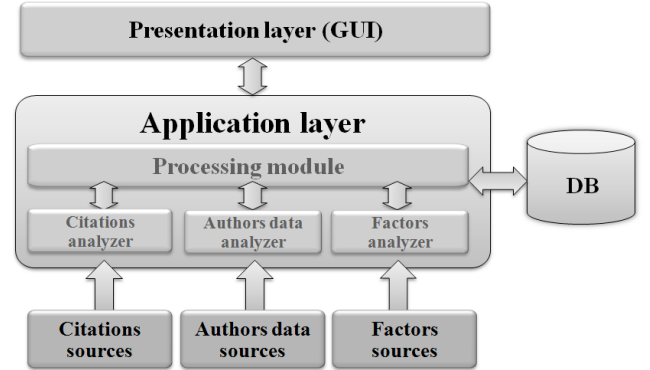 Presentation layer (GUI)
Application layer
Processing module
DB
Citations
analyzer
Authors data
analyzer
Factors
analyzer
Citations
sources
Authors data
sources
Factors
sources